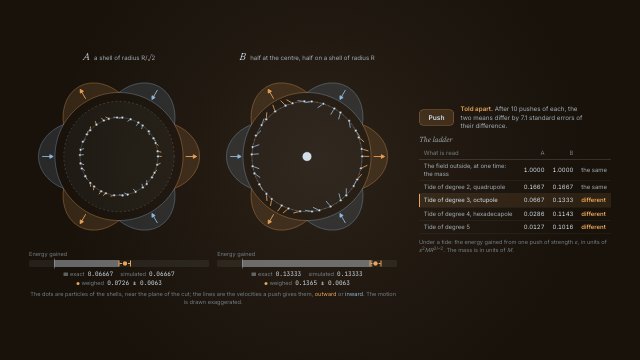 A a shell of radius R/√2
B half at the centre, half on a shell of radius R
Push
Told apart. After 10 pushes of each, the
two means differ by 7.1 standard errors of
their difference.
The ladder
What is read A B
The field outside, at one time:
the mass 1.0000 1.0000 the same
Tide of degree 2, quadrupole 0.1667 0.1667 the same
Tide of degree 3, octupole 0.0667 0.1333 different
Tide of degree 4, hexadecapole 0.0286 0.1143 different
Tide of degree 5 0.0127 0.1016 different
Under a tide: the energy gained from one push of strength ε, in units of
The mass is in units of M.
Energy gained
exact 0.06667 simulated 0.06667
weighed 0.0726 ± 0.0063
Energy gained
exact 0.13333 simulated 0.13333
weighed 0.1365 ± 0.0063
The dots are particles of the shells, near the plane of the cut; the lines are the velocities a push gives them, outward or inward. The motion
is drawn exaggerated.